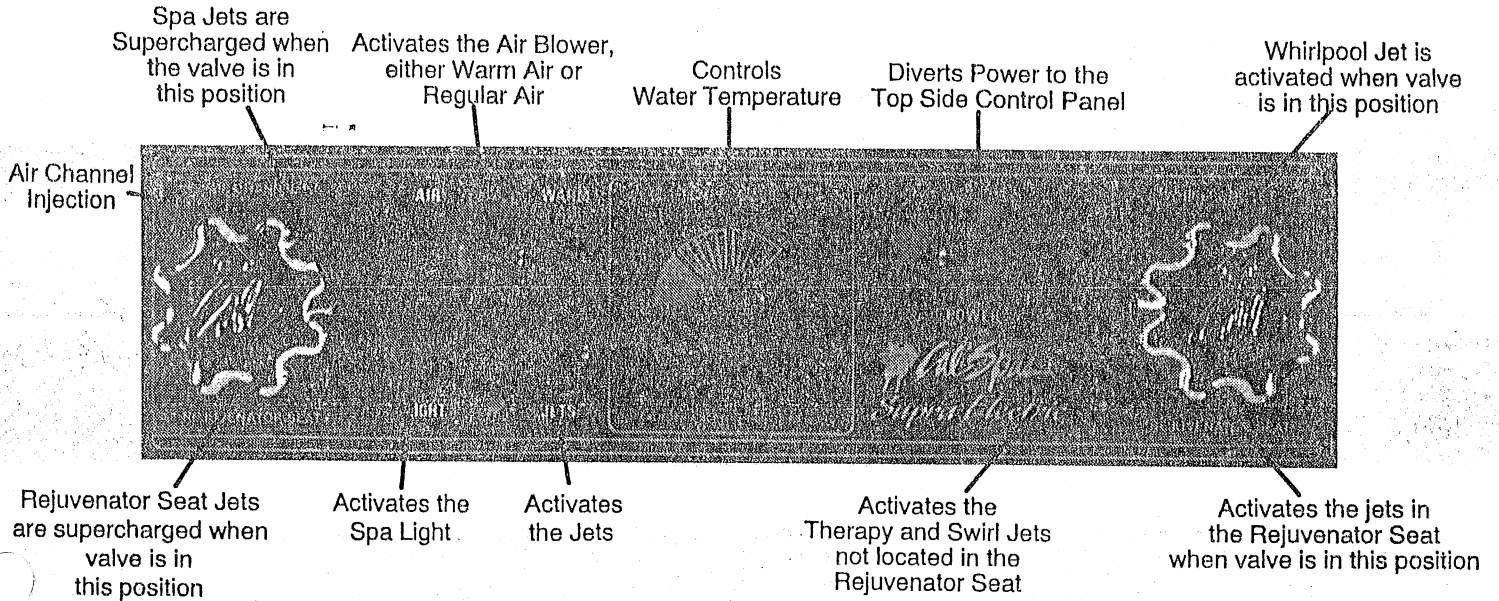 Spa Jets are
Supercharged when
the valve is in
this position
Activates the Air Blower,
either Warm Air or
Regular Air
Controls
Water Temperature
Diverts Power to the
Top Side Control Panel
Whirlpool Jet is
activated when valve
is in this position
Air Channel
Injection
AIR
WARM
POWER
Cal Spas
Supra Electric
LIGHT
JETS
Rejuvenator Seat Jets
are supercharged when
valve is in
this position
Activates the
Spa Light
Activates
the Jets
Activates the
Therapy and Swirl Jets
not located in the
Rejuvenator Seat
Activates the jets in
the Rejuvenator Seat
when valve is in this position